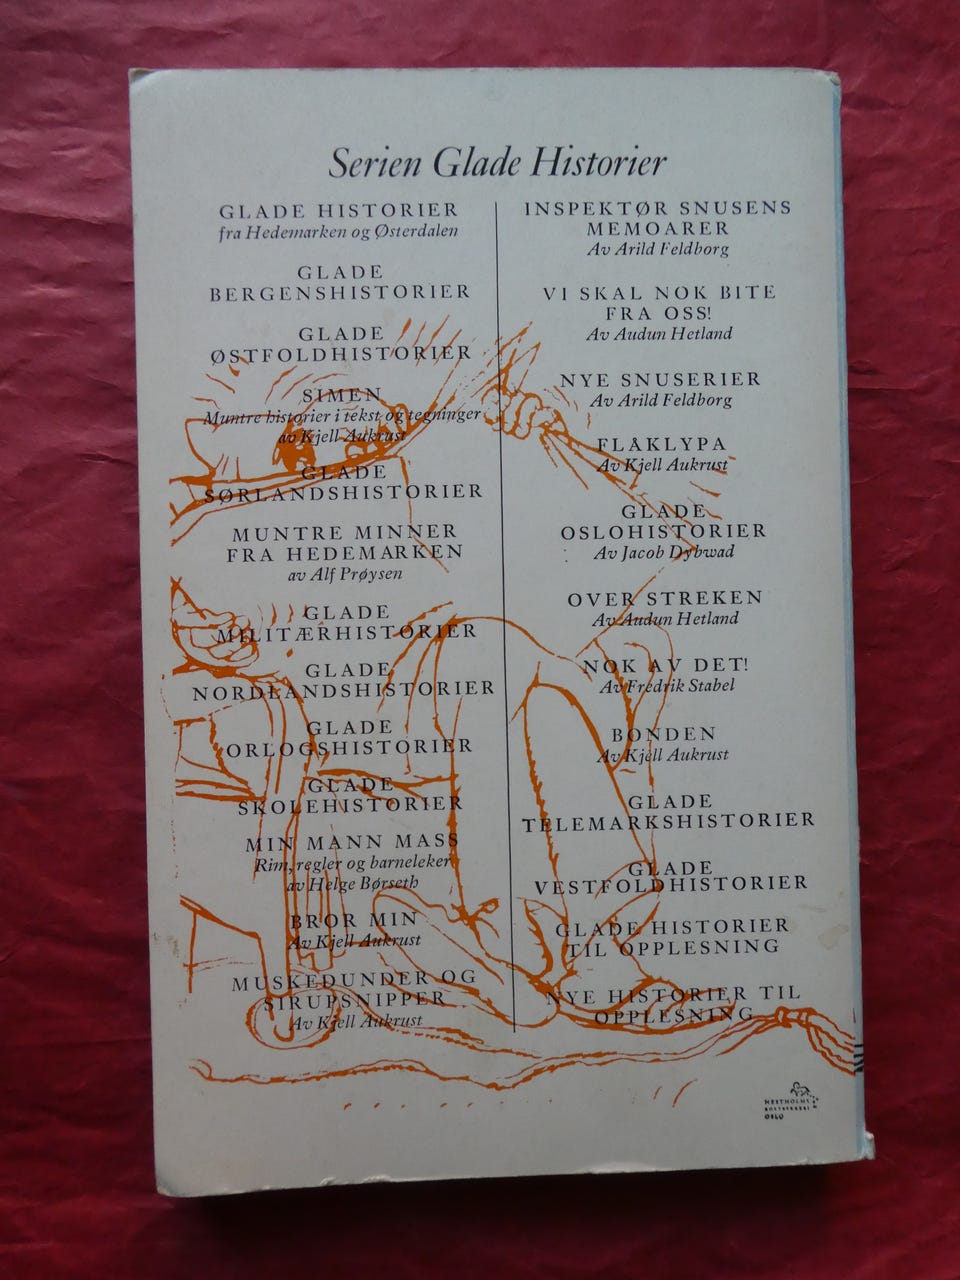 Serien Glade Historier
GLADE HISTORIER
fra Hedemarken og Østerdalen
GLADE
BERGENSHISTORIER
GLADE
ØSTFOLDHISTORIER
SIMEN
Muntre historier i tekst og tegninger
av Kjell Aukrust
GLADE
SØRLANDSHISTORIER
MUNTRE MINNER
FRA HEDEMARKEN
av Alf Prøysen
GLADE
MILITÆRHISTORIER
GLADE
NORDLANDSHISTORIER
GLADE
ORLOGSHISTORIER
GLADE
SKOLEHISTORIER
MIN MANN MASS
Rim, regler og barneleker
av Helge Børseth
BROR MIN
Av Kjell Aukrust
MUSKEDUNDER OG
SIRUPSNIPPER
Av Kjell Aukrust
INSPEKTØR SNUSENS
MEMOARER
Av Arild Feldborg
VI SKAL NOK BITE
FRA OSS!
Av Audun Hetland
NYE SNUSERIER
Av Arild Feldborg
FLÅKLYPA
Av Kjell Aukrust
GLADE
OSLOHISTORIER
Av Jacob Dybwad
OVER STREKEN
Av Audun Hetland
NOK AV DET!
Av Fredrik Stabel
BONDEN
Av Kjell Aukrust
GLADE
TELEMARKSHISTORIER
GLADE
VESTFOLDHISTORIER
GLADE HISTORIER
TIL OPPLESNING
NYE HISTORIER TIL
OPPLESNING
OSLO